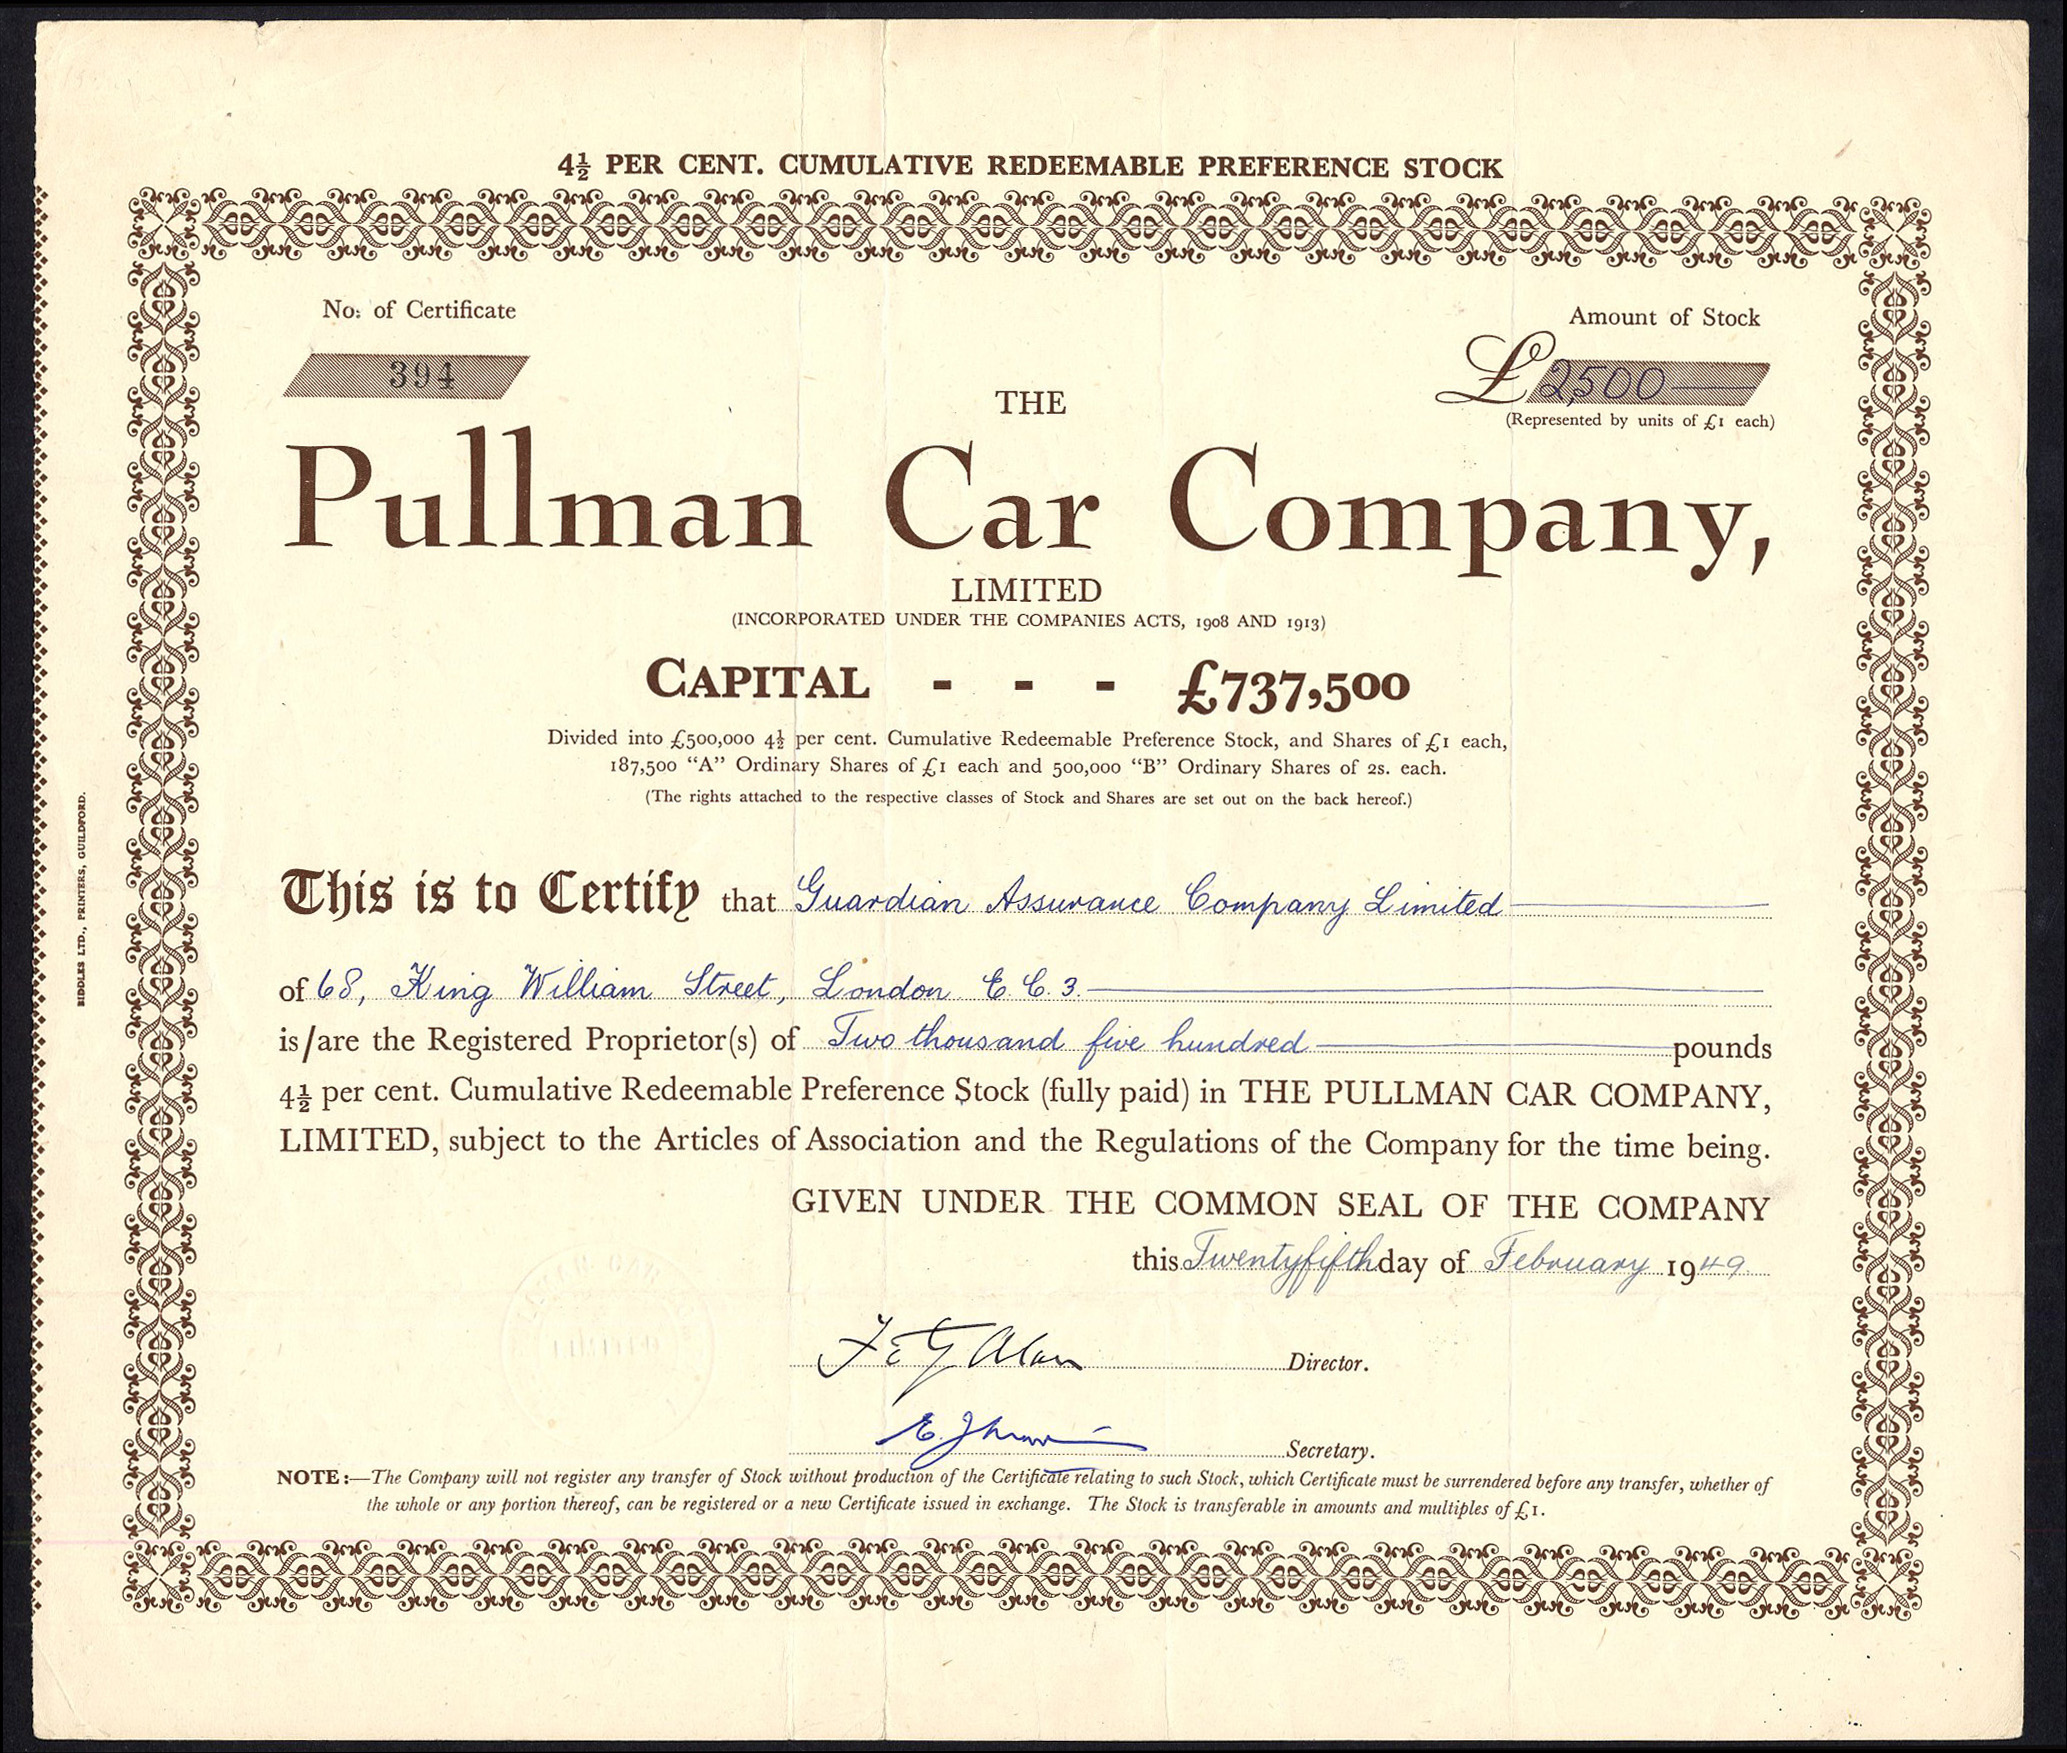 4½ PER CENT. CUMULATIVE REDEEMABLE PREFERENCE STOCK
No: of Certificate
394
Amount of Stock
£2,500
(Represented by units of £1 each)
THE
Pullman Car Company,
LIMITED
(INCORPORATED UNDER THE COMPANIES ACTS, 1908 AND 1913)
CAPITAL - - - £737,500
Divided into £500,000 4½ per cent. Cumulative Redeemable Preference Stock, and Shares of £1 each,
187,500 “A” Ordinary Shares of £1 each and 500,000 “B” Ordinary Shares of 2s. each.
(The rights attached to the respective classes of Stock and Shares are set out on the back hereof.)
This is to Certify that Guardian Assurance Company Limited
of 68, King William Street, London E.C.3.
is/are the Registered Proprietor(s) of Two thousand five hundred pounds
4½ per cent. Cumulative Redeemable Preference Stock (fully paid) in THE PULLMAN CAR COMPANY,
LIMITED, subject to the Articles of Association and the Regulations of the Company for the time being.
GIVEN UNDER THE COMMON SEAL OF THE COMPANY
this Twentyfifth day of February 1949
Director.
Secretary.
NOTE:—The Company will not register any transfer of Stock without production of the Certificate relating to such Stock, which Certificate must be surrendered before any transfer, whether of
the whole or any portion thereof, can be registered or a new Certificate issued in exchange. The Stock is transferable in amounts and multiples of £1.
BIDDLES LTD., PRINTERS, GUILDFORD.